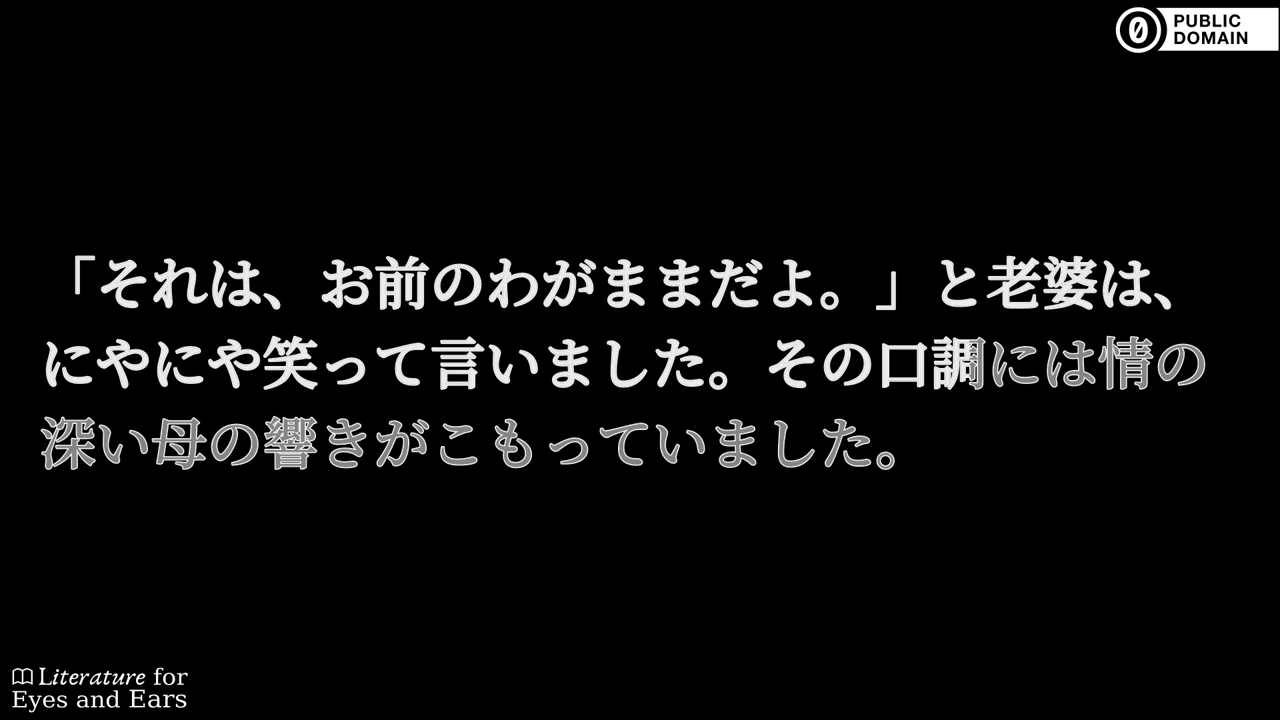 PUBLIC
DOMAIN
「それは、お前のわがままだよ。」と老婆は、
にやにや笑って言いました。その口調には情の
深い母の響きがこもっていました。
Literature for
Eyes and Ears